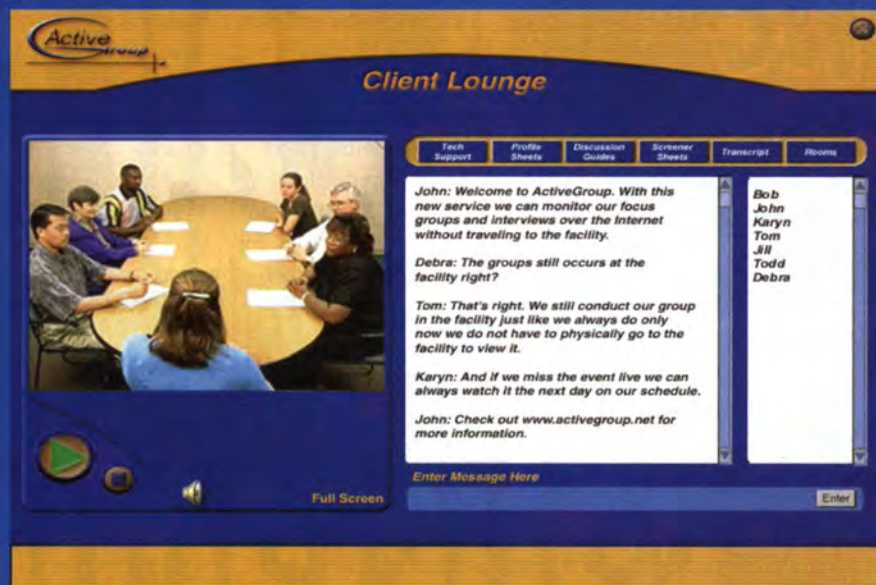 Active
Group
Client Lounge
Tech
Support
Profile
Sheets
Discussion
Guides
Screener
Sheets
Transcript
Rooms
John: Welcome to ActiveGroup. With this
new service we can monitor our focus
groups and interviews over the Internet
without traveling to the facility.
Debra: The groups still occurs at the
facility right?
Tom: That's right. We still conduct our group
in the facility just like we always do only
now we do not have to physically go to the
facility to view it.
Karyn: And if we miss the event live we can
always watch it the next day on our schedule.
John: Check out www.activegroup.net for
more information.
Bob
John
Karyn
Tom
Jill
Todd
Debra
Full Screen
Enter Message Here
Enter